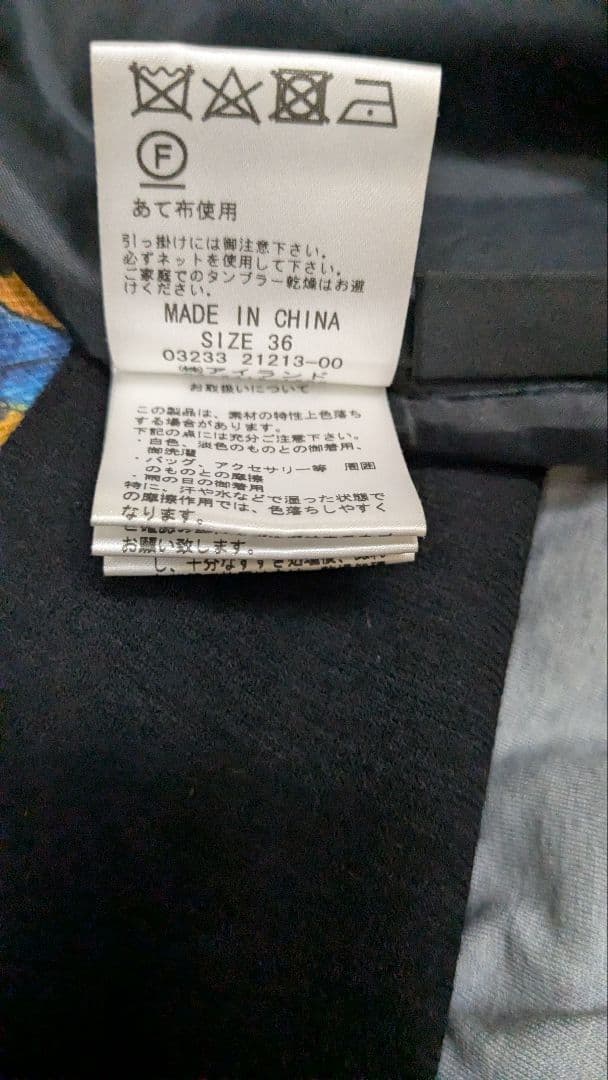 F
あて布使用
引っ掛けには御注意下さい。
必ずネットを使用して下さい。
ご家庭でのタンブラー乾燥はお避
けください。
MADE IN CHINA
SIZE 36
03233 21213-00
㈱アイランド
お取扱いについて
この製品は、素材の特性上色落ち
する場合があります。
下記の点には充分ご注意下さい。
・白色、淡色のものとの御着用、
御洗濯
・バッグ、アクセサリー等 周囲
のものとの摩擦
・雨の日の御着用
特に、汗や水などで湿った状態で
の摩擦作用では、色落ちしやすく
なります。
お願い致します。